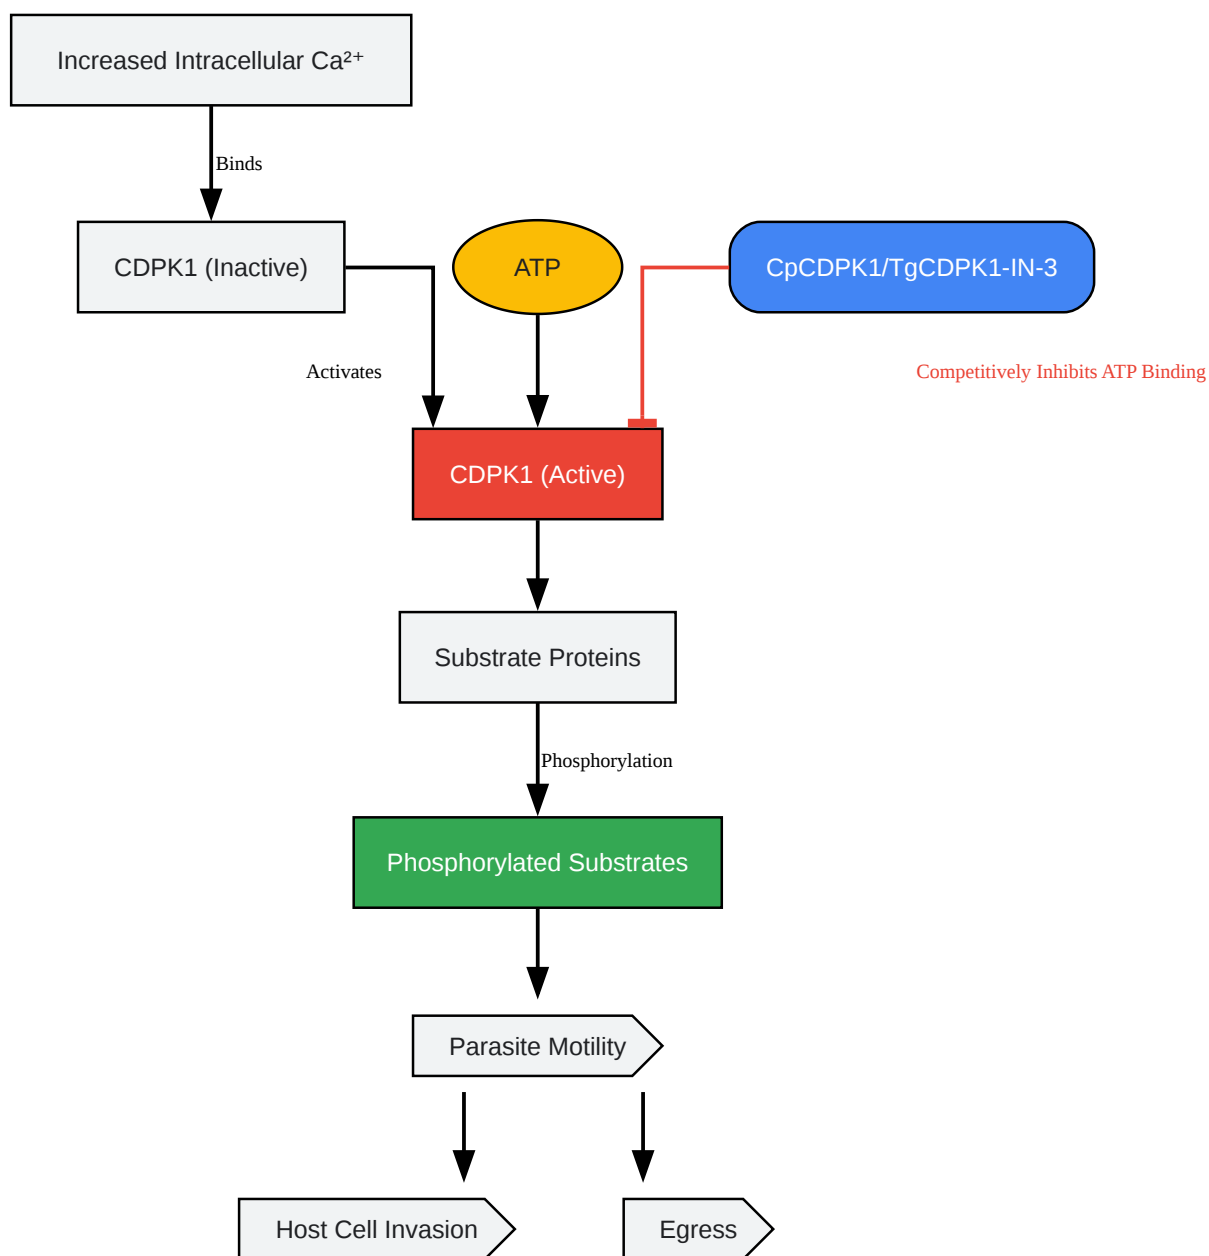 Increased Intracellular Ca²⁺
Binds
CDPK1 (Inactive)
ATP
CpCDPK1/TgCDPK1-IN-3
Activates
Competitively Inhibits ATP Binding
CDPK1 (Active)
Substrate Proteins
Phosphorylation
Phosphorylated Substrates
Parasite Motility
Host Cell Invasion
Egress